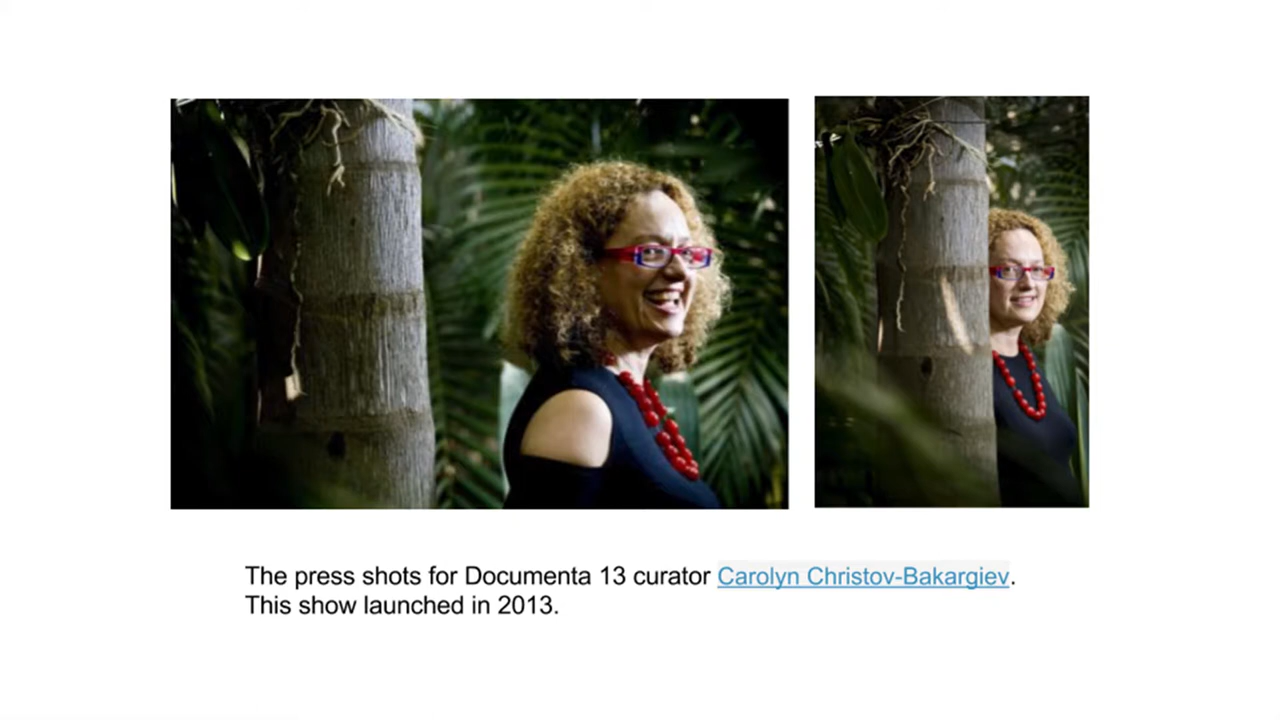 The press shots for Documenta 13 curator Carolyn Christov-Bakargiev.
This show launched in 2013.